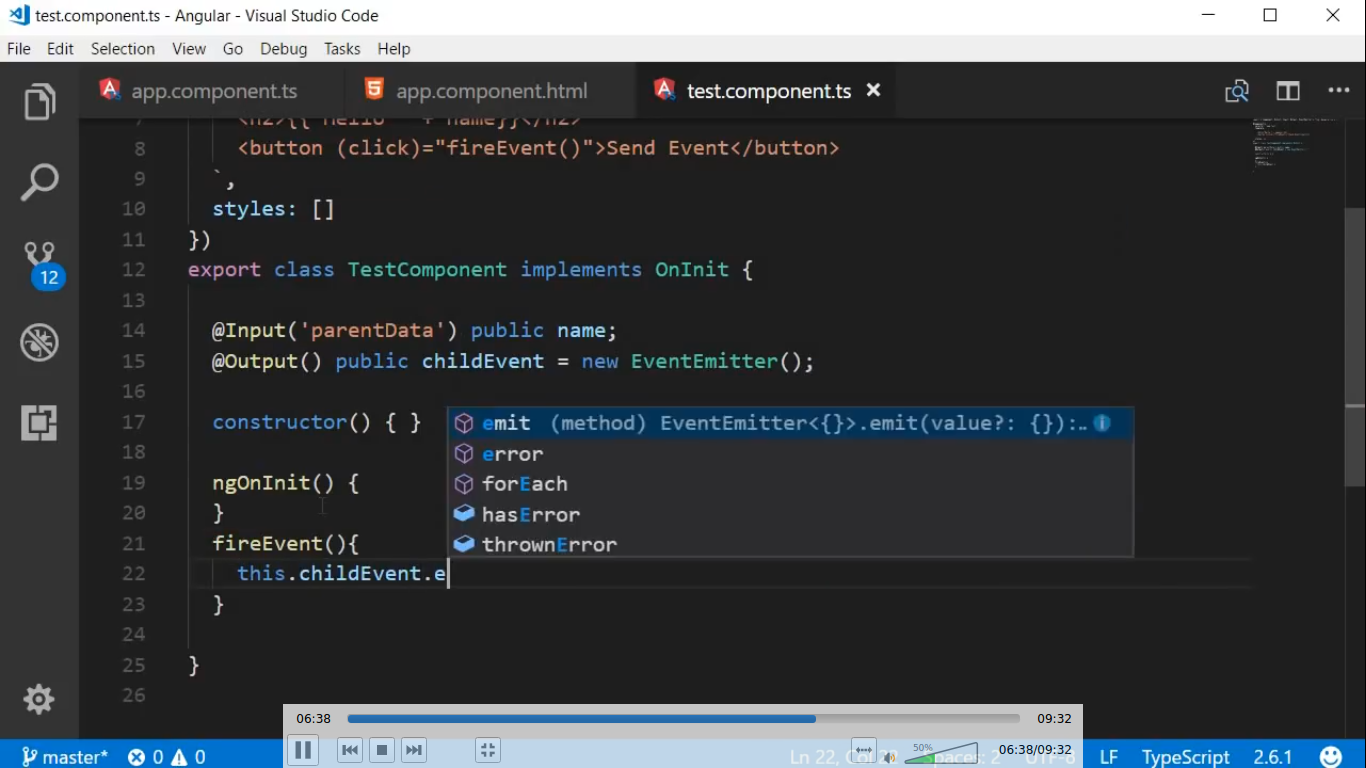 test.component.ts - Angular - Visual Studio Code
File Edit Selection View Go Debug Tasks Help
app.component.ts app.component.html test.component.ts
8 <button (click)="fireEvent()">Send Event</button>
9 `,
10 styles: []
11 })
12 export class TestComponent implements OnInit {
13
14 @Input('parentData') public name;
15 @Output() public childEvent = new EventEmitter();
16
17 constructor() { }
emit (method) EventEmitter<{}>.emit(value?: {}):..
18
error
19 ngOnInit() {
forEach
20 }
hasError
21 fireEvent(){
thrownError
22 this.childEvent.e
23 }
24
25 }
26
12
06:38 09:32
50%
06:38/09:32
master* 0 0 Ln 22, Col Spaces: 2 UTF-8 LF TypeScript 2.6.1